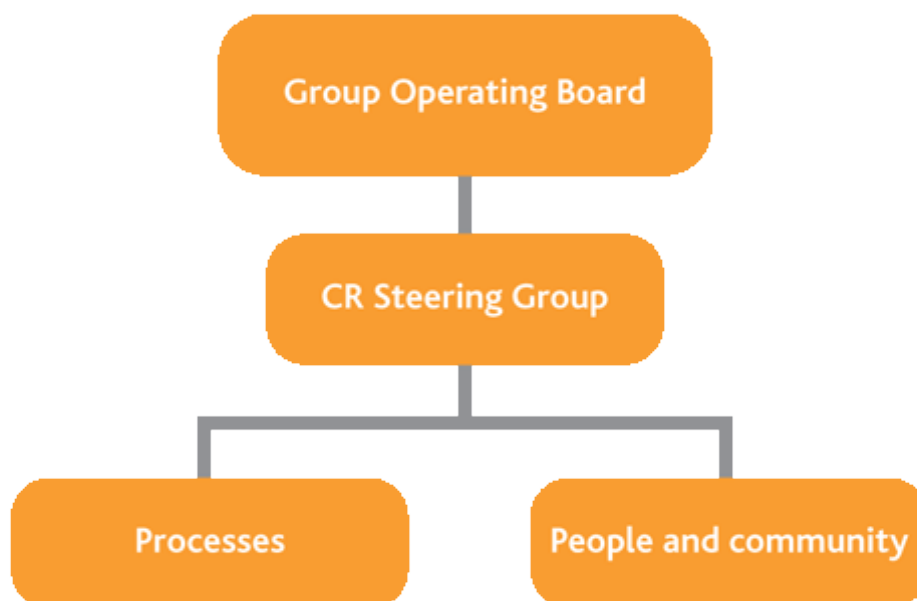 Group Operating Board
CR Steering Group
Processes
People and community